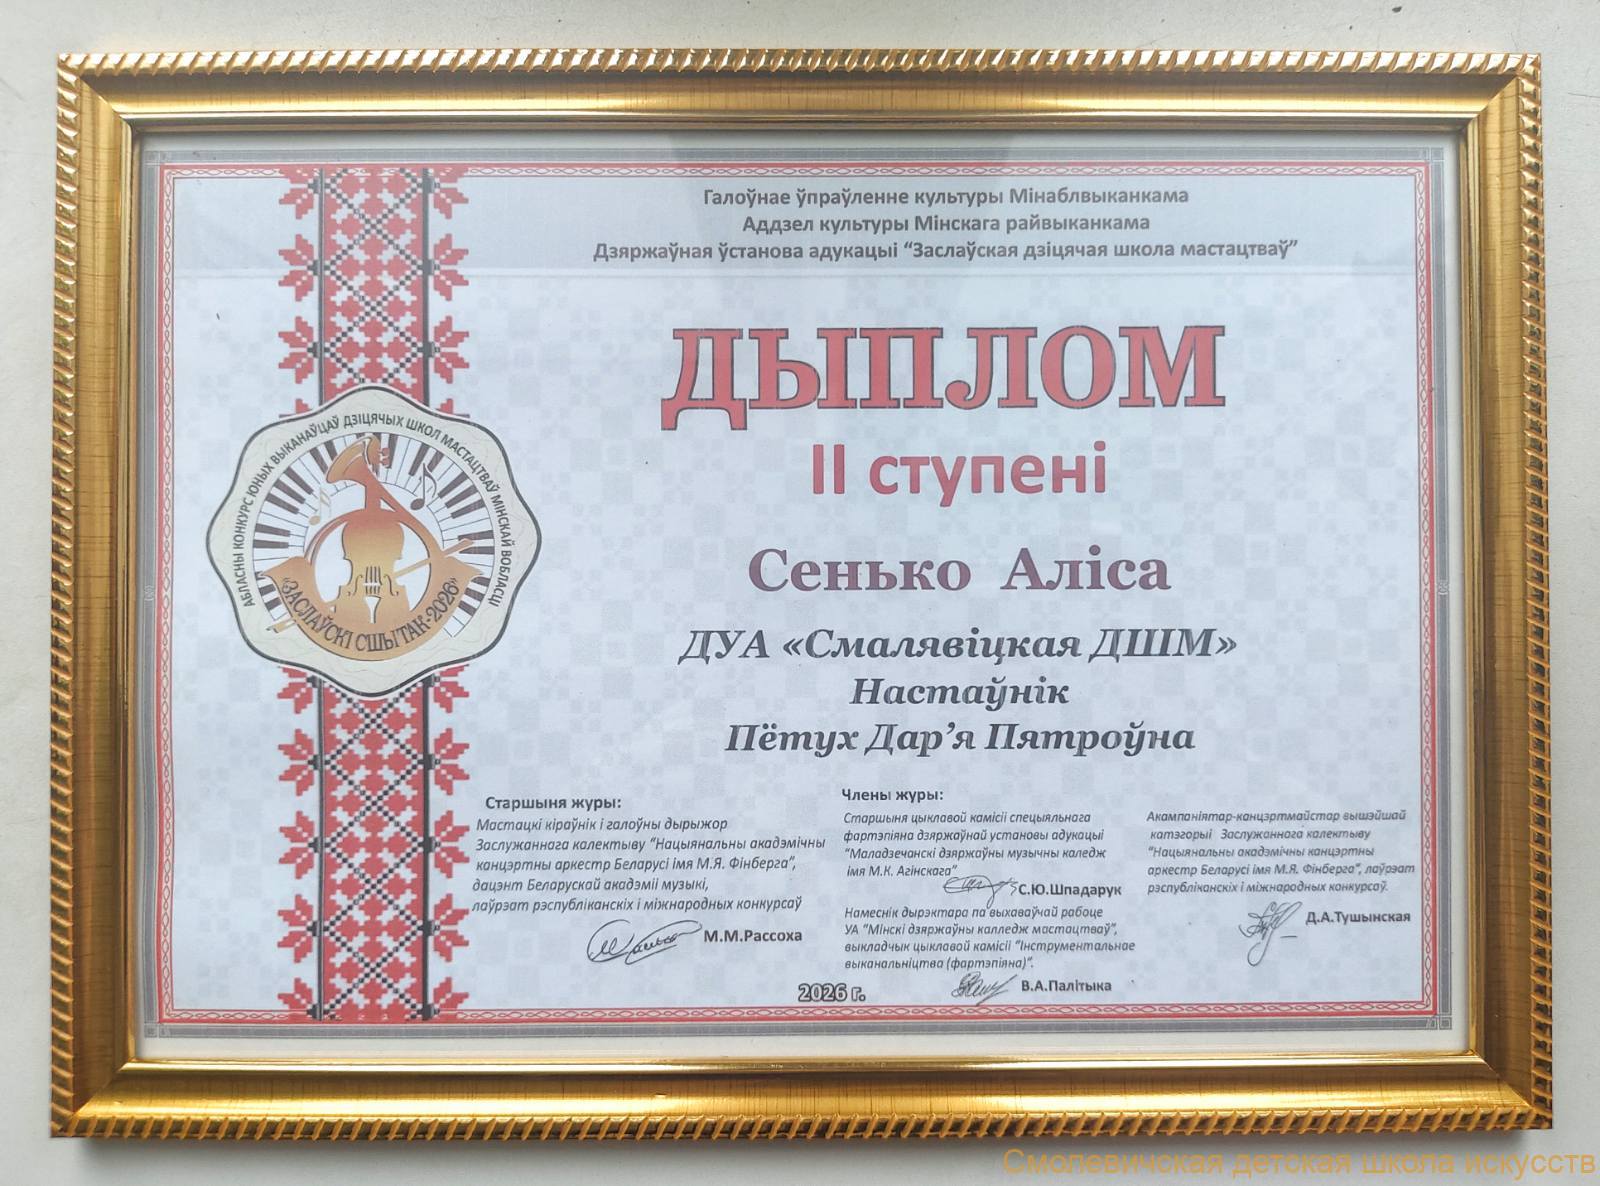 Галоўнае ўпраўленне культуры Мінаблвыканкама
Аддзел культуры Мінскага райвыканкама
Дзяржаўная ўстанова адукацыі “Заслаўская дзіцячая школа мастацтваў”
ДЫПЛОМ
ІІ ступені
Сенько Аліса
ДУА «Смалявіцкая ДШМ»
Настаўнік
Пётух Дар’я Пятроўна
АБЛАСНЫ КОНКУРС ЮНЫХ ВЫКАНАЎЦАЎ ДЗІЦЯЧЫХ ШКОЛ МАСТАЦТВАЎ МІНСКАЙ ВОБЛАСЦІ
“ЗАСЛАЎСКІ СШЫТАК-2026”
Старшыня журы:
Мастацкі кіраўнік і галоўны дырыжор
Заслужаннага калектыву “Нацыянальны акадэмічны
канцэртны аркестр Беларусі імя М.Я. Фінберга”,
дацэнт Беларускай акадэміі музыкі,
лаўрэат рэспубліканскіх і міжнародных конкурсаў
М.М.Рассоха
Члены журы:
Старшыня цыклавой камісіі спецыяльнага
фартэпіяна дзяржаўнай установы адукацыі
“Маладзечанскі дзяржаўны музычны каледж
імя М.К. Агінскага”
С.Ю.Шпадарук
Намеснік дырэктара па выхаваўчай рабоце
УА “Мінскі дзяржаўны калледж мастацтваў”,
выкладчык цыклавой камісіі “Інструментальнае
выканальніцтва (фартэпіяна)”.
В.А.Палітыка
Акампаніятар-канцэртмайстар вышэйшай
катэгорыі Заслужаннага калектыву
“Нацыянальны акадэмічны канцэртны
аркестр Беларусі імя М.Я. Фінберга”, лаўрэат
рэспубліканскіх і міжнародных конкурсаў.
Д.А.Тушынская
2026 г.
Смолевичская детская школа искусств